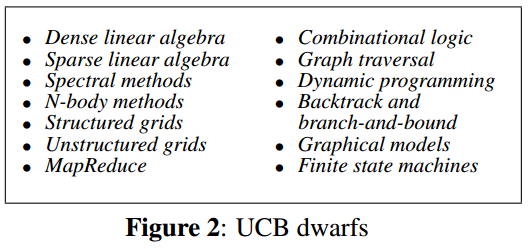 • Dense linear algebra
• Sparse linear algebra
• Spectral methods
• N-body methods
• Structured grids
• Unstructured grids
• MapReduce
• Combinational logic
• Graph traversal
• Dynamic programming
• Backtrack and
branch-and-bound
• Graphical models
• Finite state machines
Figure 2: UCB dwarfs